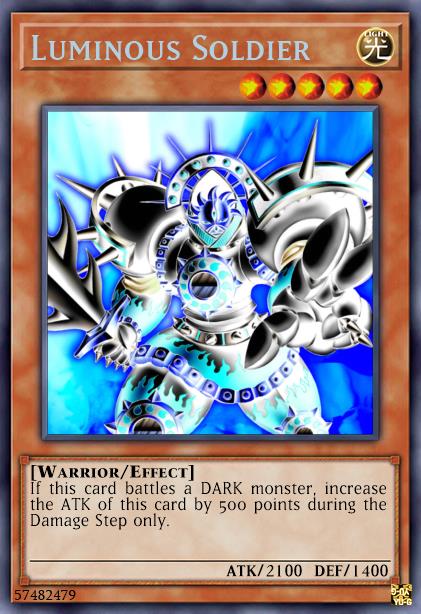 Luminous Soldier
LIGHT
光
[Warrior/Effect]
If this card battles a DARK monster, increase
the ATK of this card by 500 points during the
Damage Step only.
ATK/2100 DEF/1400
57482479